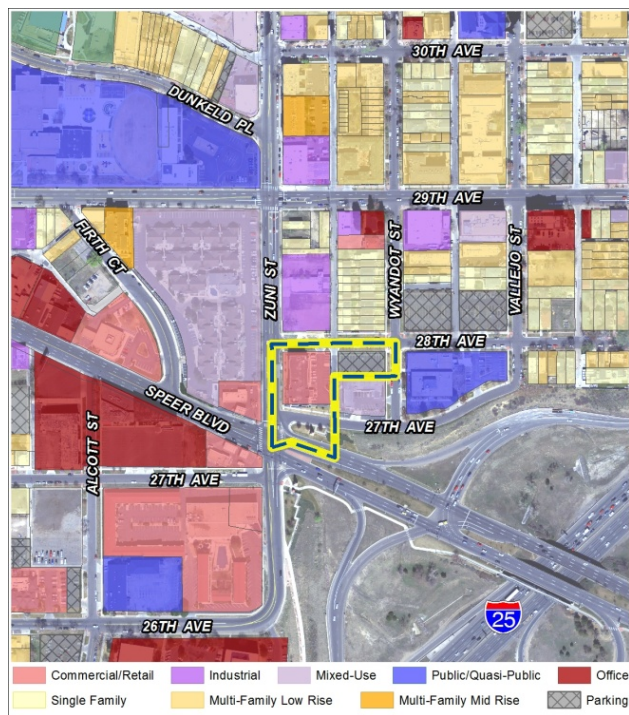 30TH AVE
DUNKELD PL
29TH AVE
FIRTH CT
ZUNI ST
WYANDOT ST
VALLEJO ST
28TH AVE
SPEER BLVD
27TH AVE
ALCOTT ST
27TH AVE
25
26TH AVE
Commercial/Retail Industrial Mixed-Use Public/Quasi-Public Office
Single Family Multi-Family Low Rise Multi-Family Mid Rise Parking